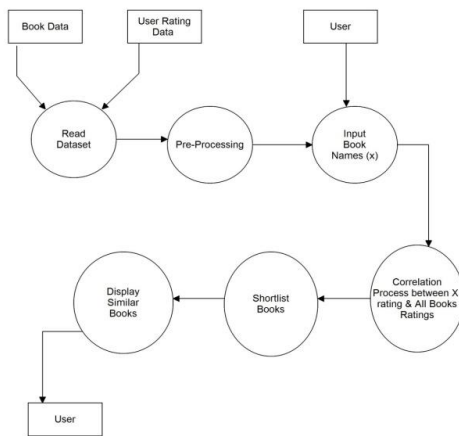 Book Data
User Rating
Data
User
Read
Dataset
Pre-Processing
Input
Book
Names (x)
Display
Similar
Books
Shortlist
Books
Correlation
Process between X
rating & All Books
Ratings
User